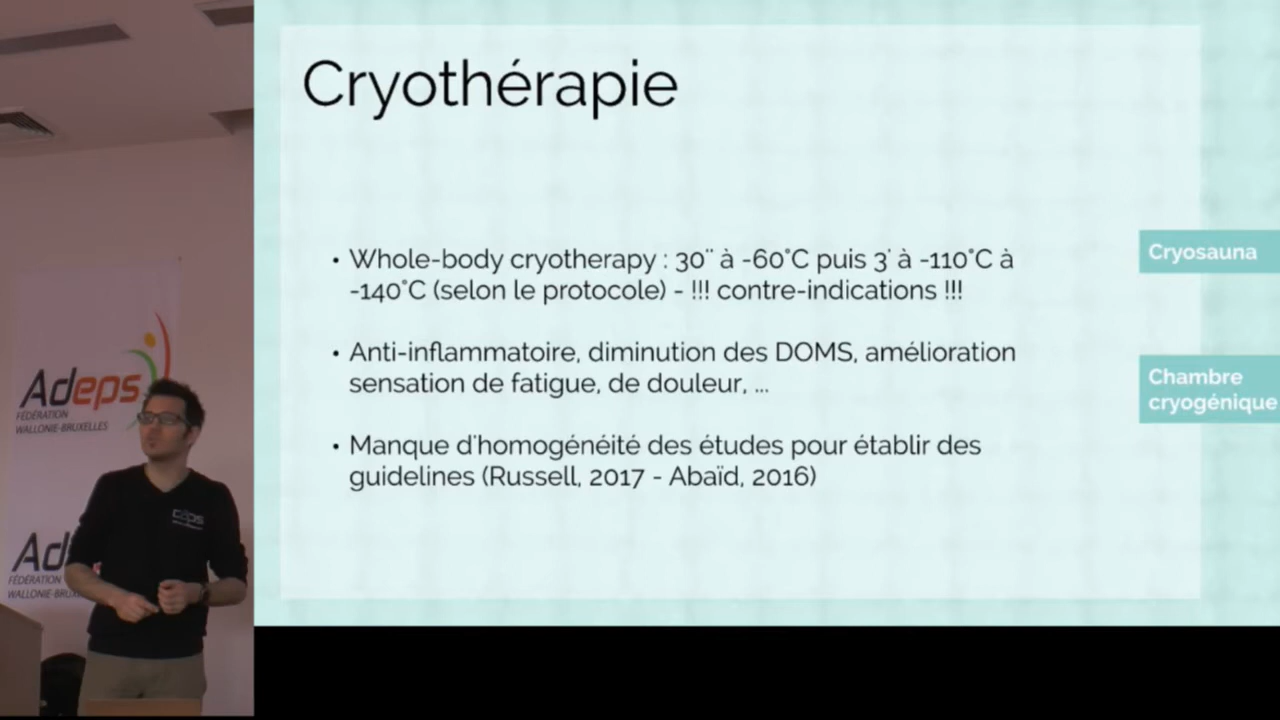 Cryothérapie
• Whole-body cryotherapy : 30¨ à -60°C puis 3' à -110°C à
-140°C (selon le protocole) - !!! contre-indications !!!
• Anti-inflammatoire, diminution des DOMS, amélioration
sensation de fatigue, de douleur, ...
• Manque d'homogénéité des études pour établir des
guidelines (Russell, 2017 - Abaïd, 2016)
Cryosauna
Chambre
cryogénique
Adeps
FÉDÉRATION
WALLONIE-BRUXELLES
Ad
FÉDÉRATION